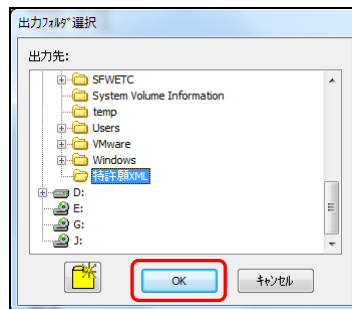 出力ﾌｫﾙﾀﾞ選択
出力先:
SFWETC
System Volume Information
temp
Users
VMware
Windows
特許願XML
D:
E:
G:
J:
OK
ｷｬﾝｾﾙ